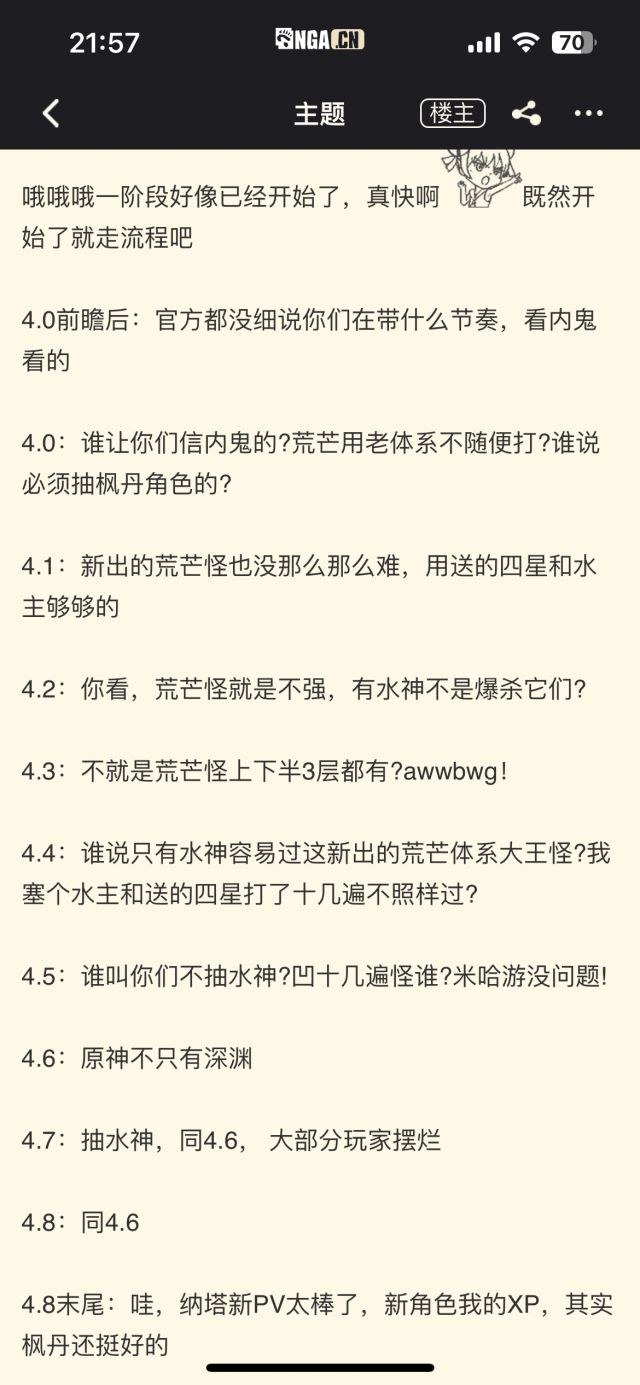 21:57
NGA.CN
70
主题
楼主
哦哦哦一阶段好像已经开始了，真快啊 既然开
始了就走流程吧
4.0前瞻后：官方都没细说你们在带什么节奏，看内鬼
看的
4.0：谁让你们信内鬼的?荒芒用老体系不随便打?谁说
必须抽枫丹角色的?
4.1：新出的荒芒怪也没那么那么难，用送的四星和水
主够够的
4.2：你看，荒芒怪就是不强，有水神不是爆杀它们?
4.3：不就是荒芒怪上下半3层都有?awwbwg！
4.4：谁说只有水神容易过这新出的荒芒体系大王怪?我
塞个水主和送的四星打了十几遍不照样过?
4.5：谁叫你们不抽水神?凹十几遍怪谁?米哈游没问题!
4.6：原神不只有深渊
4.7：抽水神，同4.6， 大部分玩家摆烂
4.8：同4.6
4.8末尾：哇，纳塔新PV太棒了，新角色我的XP，其实
枫丹还挺好的